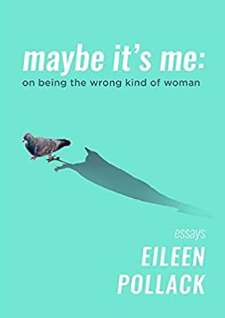 maybe it's me:
on being the wrong kind of woman
essays
EILEEN
POLLACK